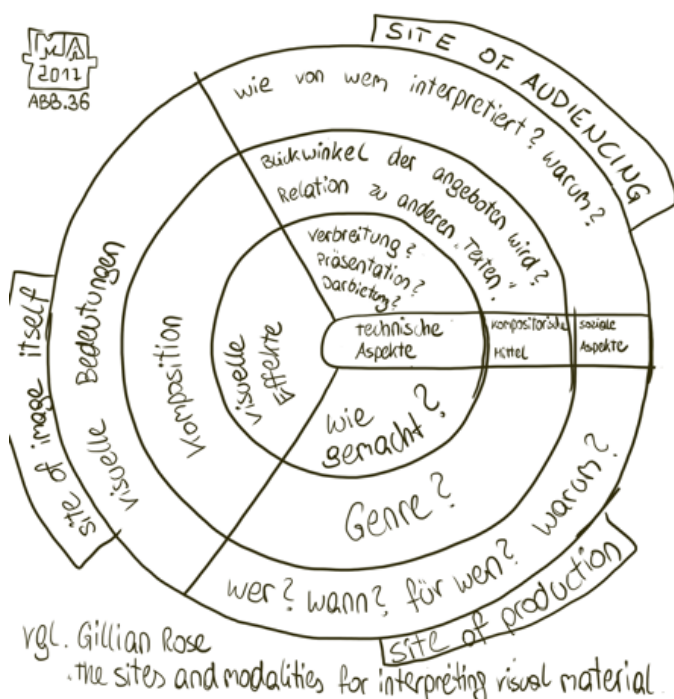 MA
2017
ABB.36
SITE OF AUDIENCING
wie von wem interpretiert? warum?
Blickwinkel der angeboten wird?
Relation zu anderen "Texten"
Verbreitung?
Präsentation?
Darbietung?
technische
Aspekte
kompositorische
Mittel
soziale
Aspekte
site of image itself
visuelle Bedeutungen
Komposition
Visuelle
Effekte
wie
gemacht?
Genre?
wer? wann? für wen? warum?
site of production
vgl. Gillian Rose
the sites and modalities for interpreting visual material